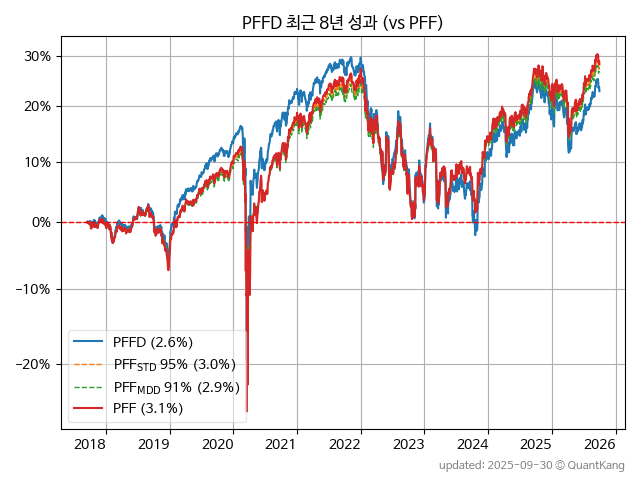 PFFD 최근 8년 성과 (vs PFF)
30%
20%
10%
0%
−10%
−20%
PFFD (2.6%)
PFF_STD 95% (3.0%)
PFF_MDD 91% (2.9%)
PFF (3.1%)
2018 2019 2020 2021 2022 2023 2024 2025 2026
updated: 2025-09-30 © QuantKang